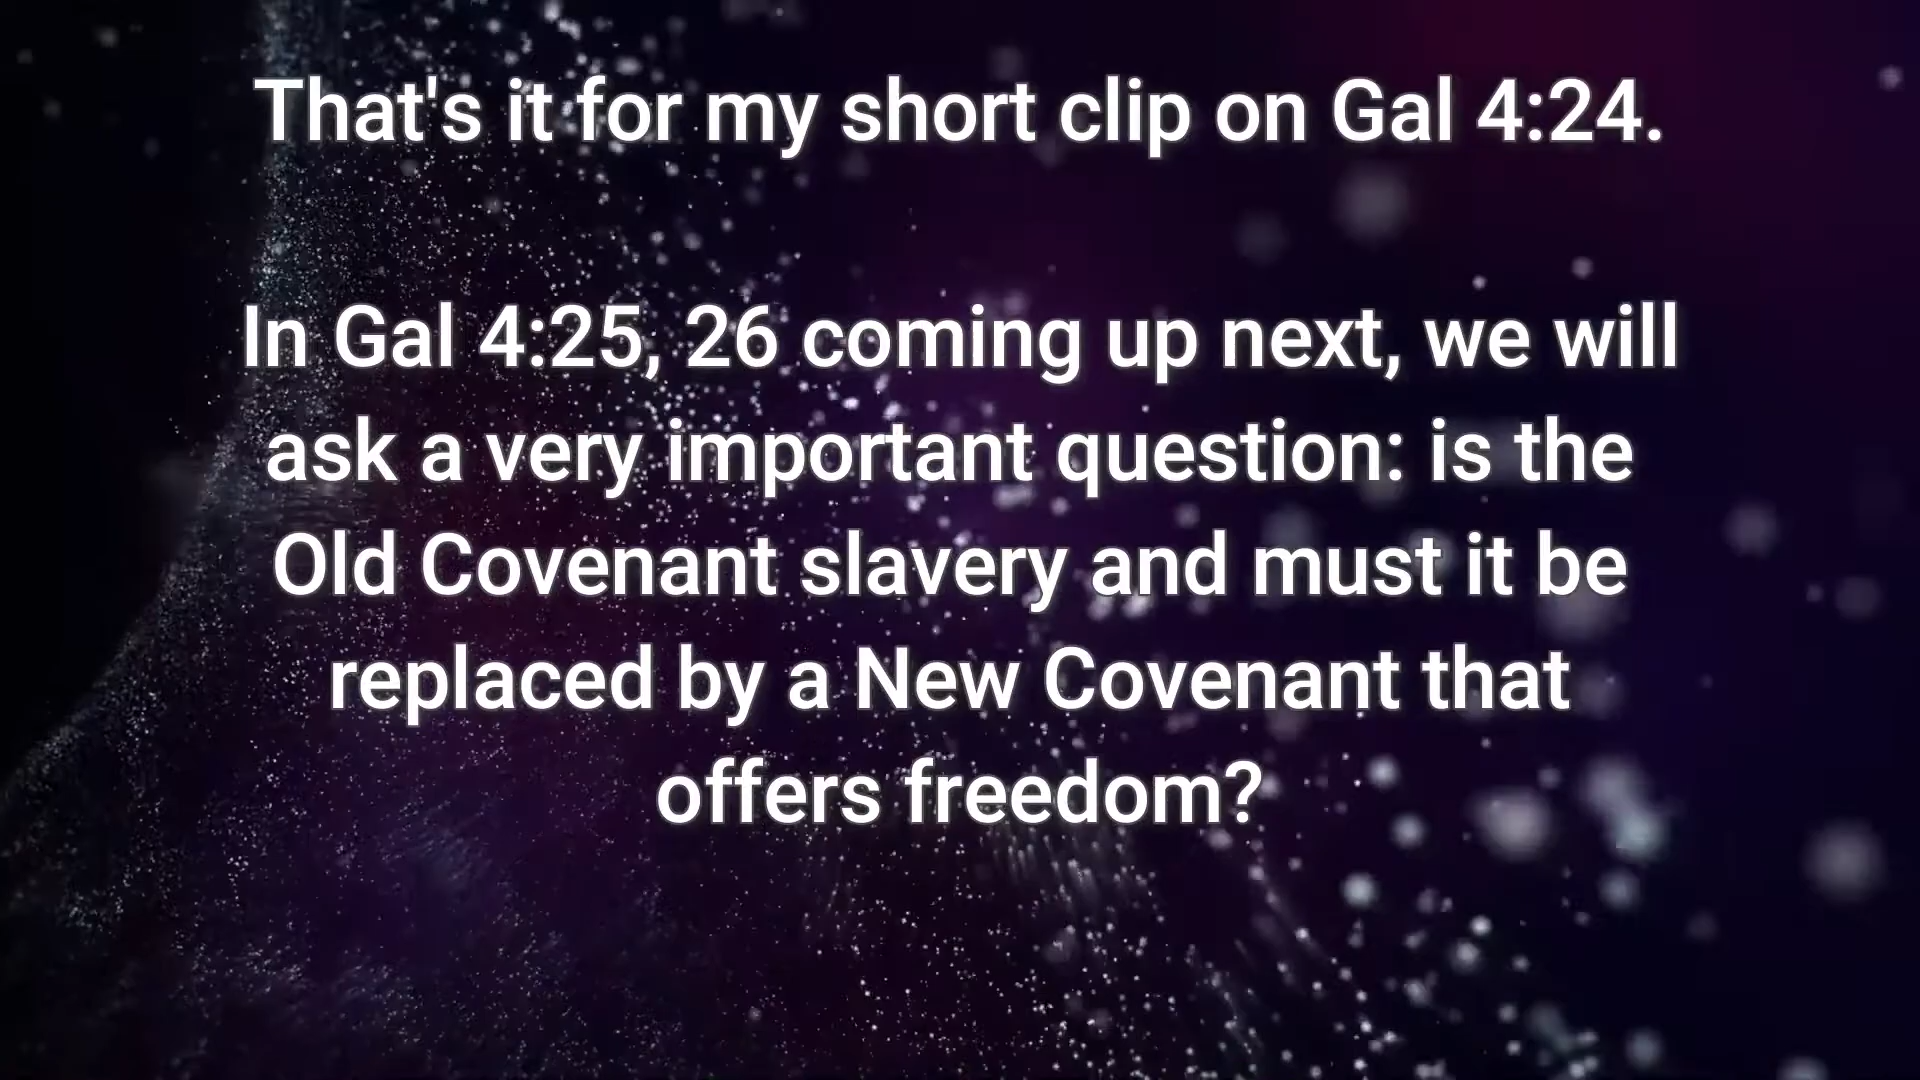 That's it for my short clip on Gal 4:24.
In Gal 4:25, 26 coming up next, we will
ask a very important question: is the
Old Covenant slavery and must it be
replaced by a New Covenant that
offers freedom?